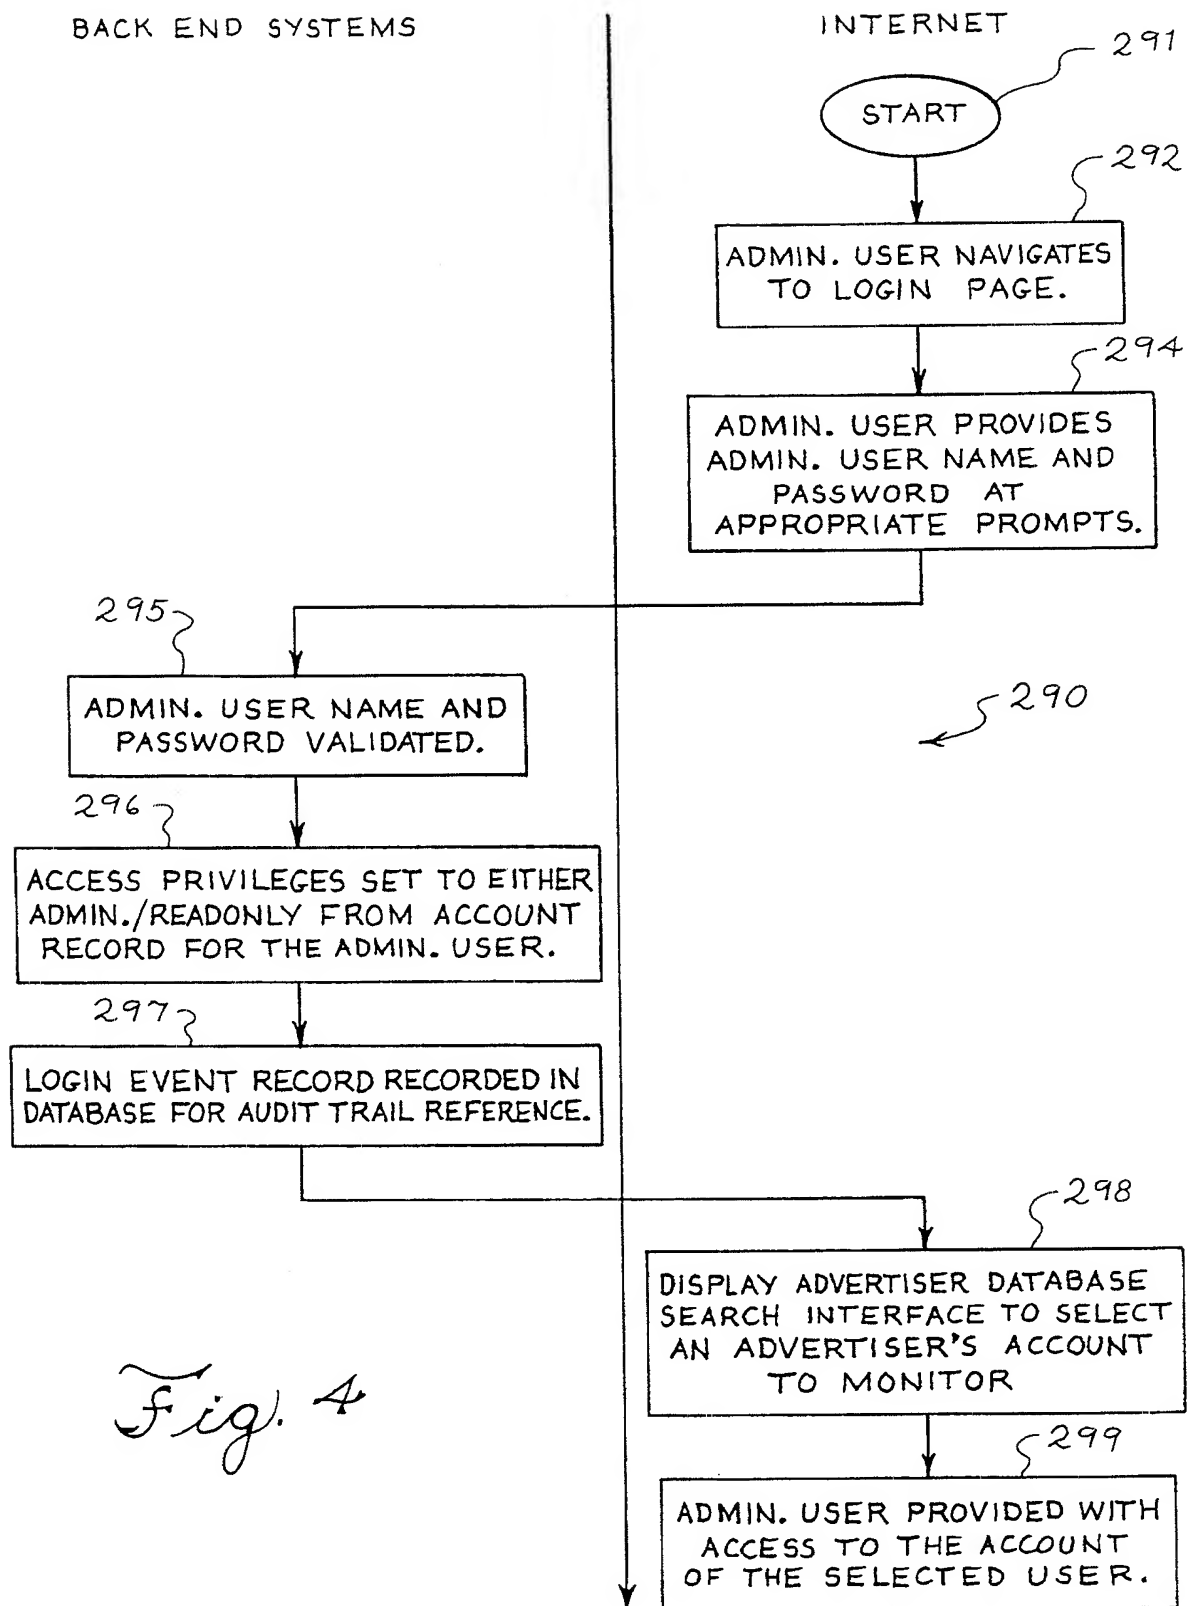 BACK END SYSTEMS
INTERNET
291
START
292
ADMIN. USER NAVIGATES
TO LOGIN PAGE.
294
ADMIN. USER PROVIDES
ADMIN. USER NAME AND
PASSWORD AT
APPROPRIATE PROMPTS.
295
ADMIN. USER NAME AND
PASSWORD VALIDATED.
290
296
ACCESS PRIVILEGES SET TO EITHER
ADMIN./READONLY FROM ACCOUNT
RECORD FOR THE ADMIN. USER.
297
LOGIN EVENT RECORD RECORDED IN
DATABASE FOR AUDIT TRAIL REFERENCE.
298
DISPLAY ADVERTISER DATABASE
SEARCH INTERFACE TO SELECT
AN ADVERTISER'S ACCOUNT
TO MONITOR
Fig. 4
299
ADMIN. USER PROVIDED WITH
ACCESS TO THE ACCOUNT
OF THE SELECTED USER.